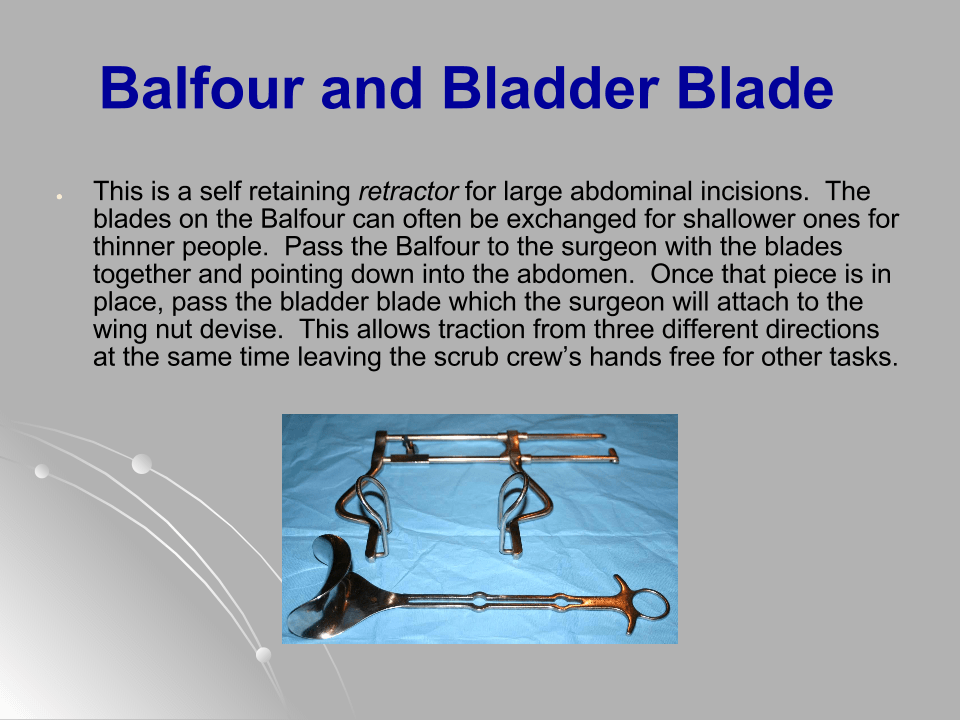 Balfour and Bladder Blade
This is a self retaining retractor for large abdominal incisions.  The
blades on the Balfour can often be exchanged for shallower ones for
thinner people.  Pass the Balfour to the surgeon with the blades
together and pointing down into the abdomen.  Once that piece is in
place, pass the bladder blade which the surgeon will attach to the
wing nut devise.  This allows traction from three different directions
at the same time leaving the scrub crew’s hands free for other tasks.